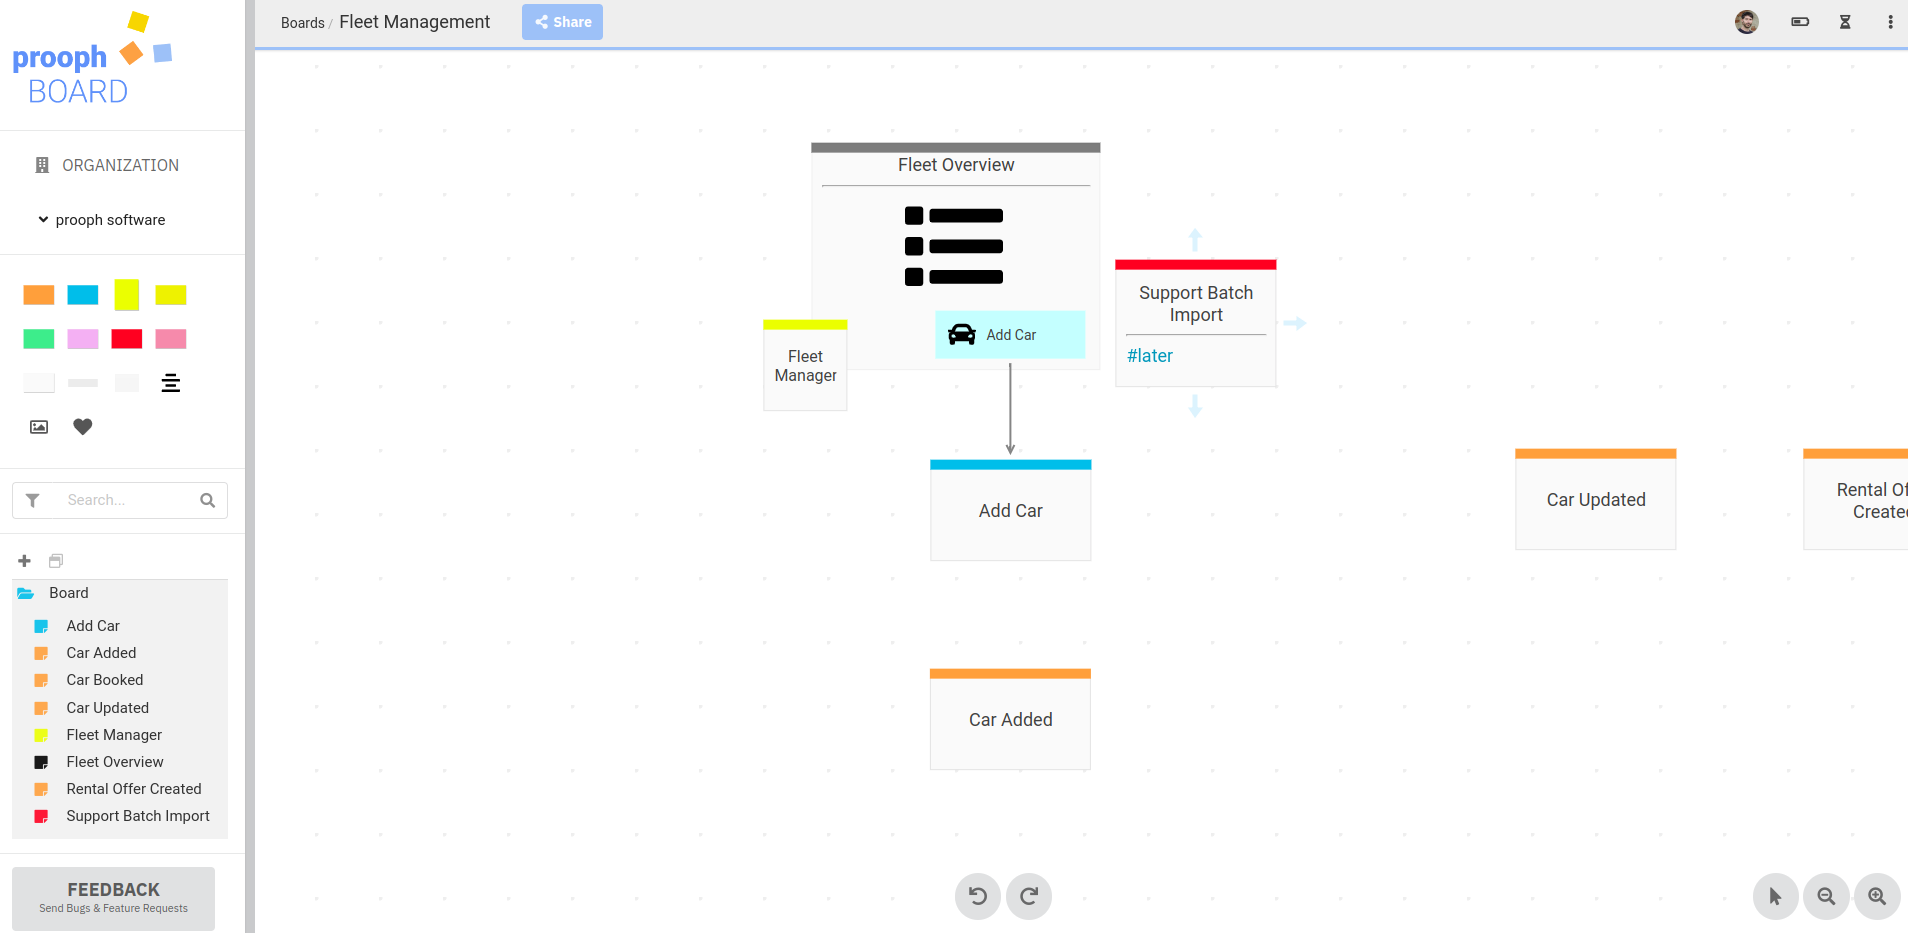 prooph
BOARD
Boards / Fleet Management
Share
ORGANIZATION
prooph software
Search...
Board
Add Car
Car Added
Car Booked
Car Updated
Fleet Manager
Fleet Overview
Rental Offer Created
Support Batch Import
FEEDBACK
Send Bugs & Feature Requests
Fleet Overview
Add Car
Fleet
Manager
Support Batch
Import
#later
Add Car
Car Added
Car Updated
Rental Of
Create